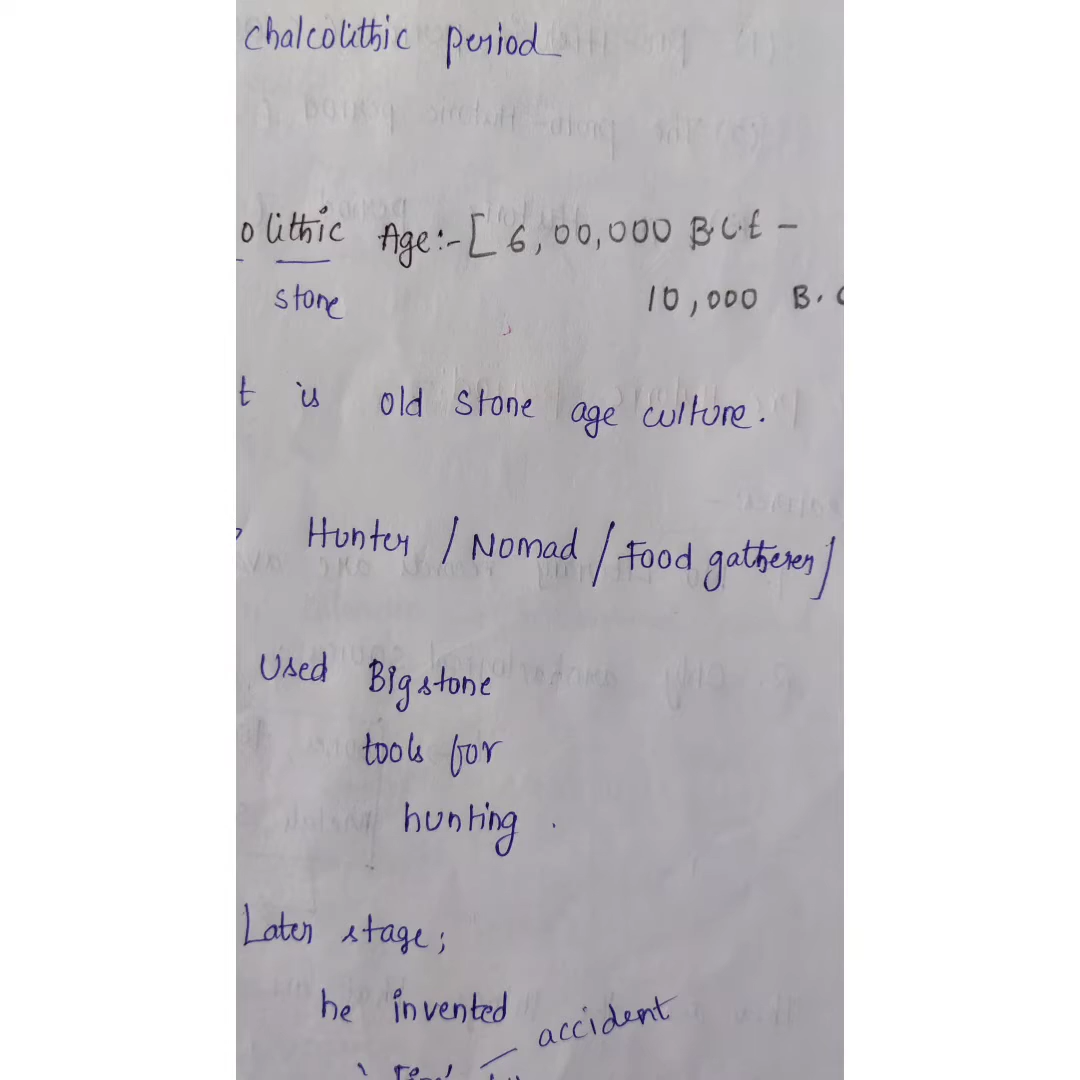 chalcolithic period
olithic Age:- [ 6,00,000 B.C.E -
stone 10,000 B.C
t is old stone age culture.
Hunter / Nomad / Food gatherer]
Used Big stone
tools for
hunting.
Later stage;
he invented
accident